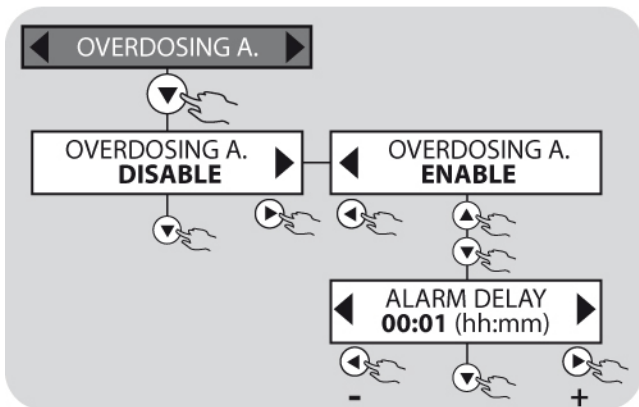 OVERDOSING A.
OVERDOSING A.
DISABLE
OVERDOSING A.
ENABLE
ALARM DELAY
00:01 (hh:mm)
- +